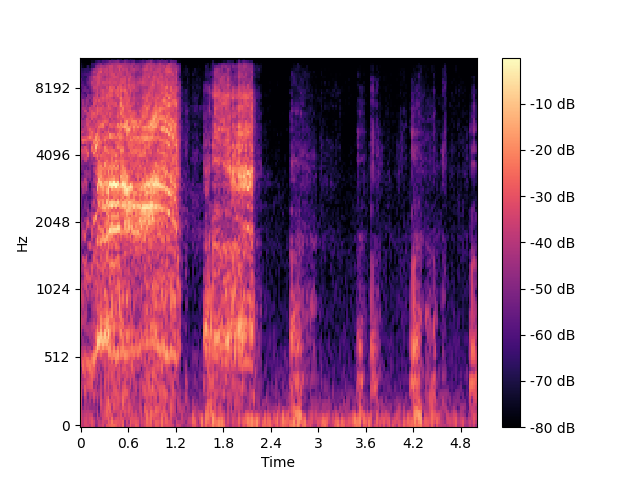 8192
4096
2048
1024
512
0
Hz
0 0.6 1.2 1.8 2.4 3 3.6 4.2 4.8
Time
-10 dB
-20 dB
-30 dB
-40 dB
-50 dB
-60 dB
-70 dB
-80 dB